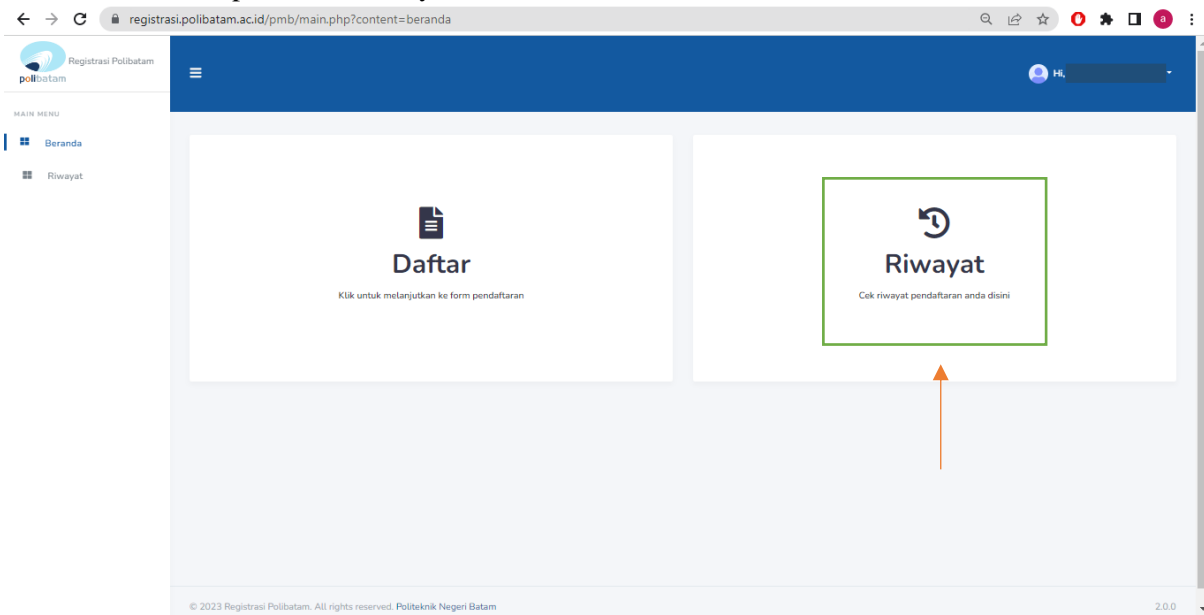 registrasi.polibatam.ac.id/pmb/main.php?content=beranda
a
Registrasi Polibatam
polibatam
Hi,
MAIN MENU
Beranda
Riwayat
Daftar
Klik untuk melanjutkan ke form pendaftaran
Riwayat
Cek riwayat pendaftaran anda disini
© 2023 Registrasi Polibatam. All rights reserved. Politeknik Negeri Batam
2.0.0